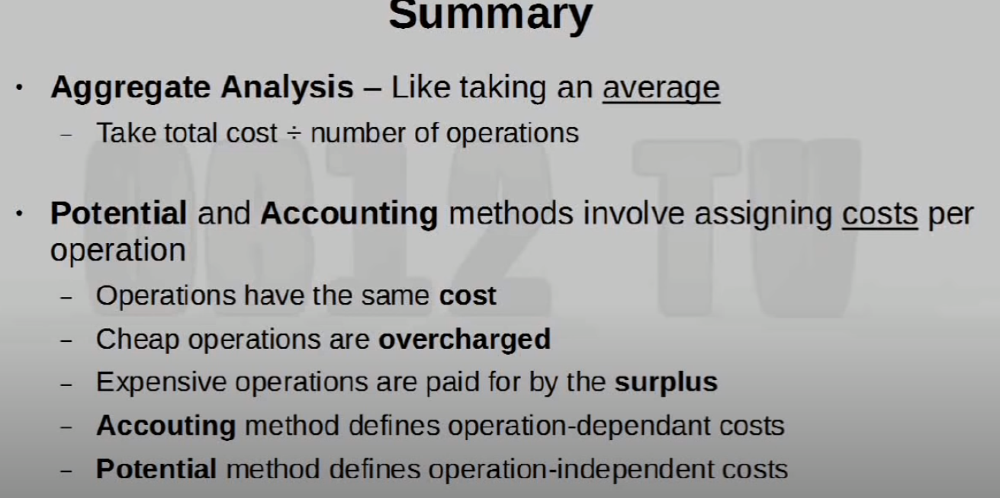 Summary
• Aggregate Analysis – Like taking an average
– Take total cost ÷ number of operations
• Potential and Accounting methods involve assigning costs per
operation
– Operations have the same cost
– Cheap operations are overcharged
– Expensive operations are paid for by the surplus
– Accouting method defines operation-dependant costs
– Potential method defines operation-independent costs
0612 TV